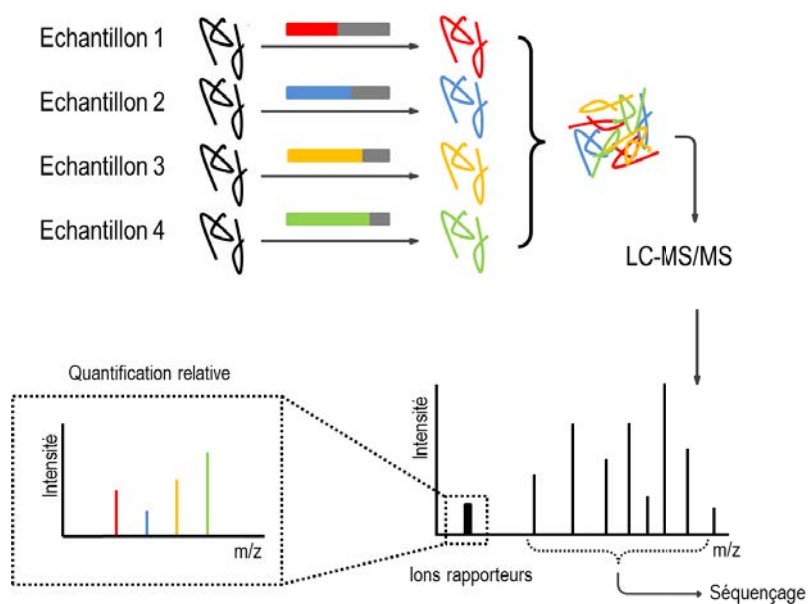 Echantillon 1
Echantillon 2
Echantillon 3
Echantillon 4
LC-MS/MS
Quantification relative
Intensité
m/z
Intensité
m/z
Ions rapporteurs
Séquençage